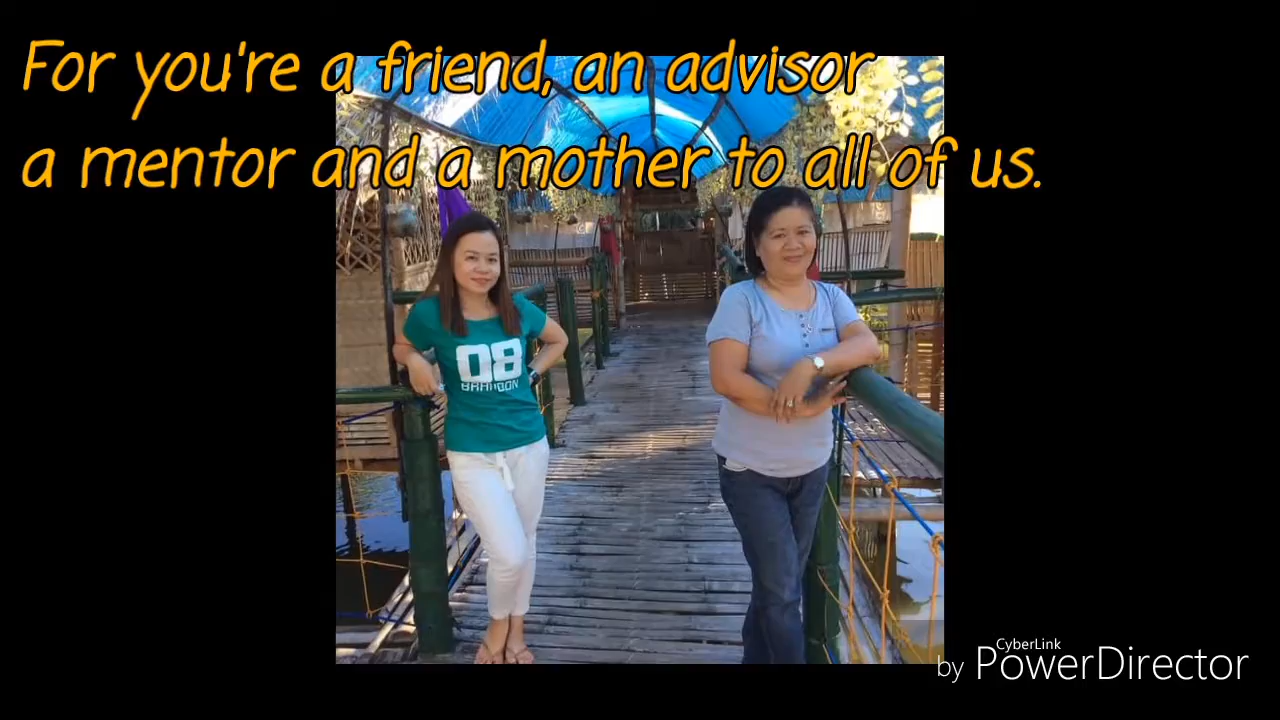 For you're a friend, an advisor
a mentor and a mother to all of us.
08
BRANDON
CyberLink
by PowerDirector